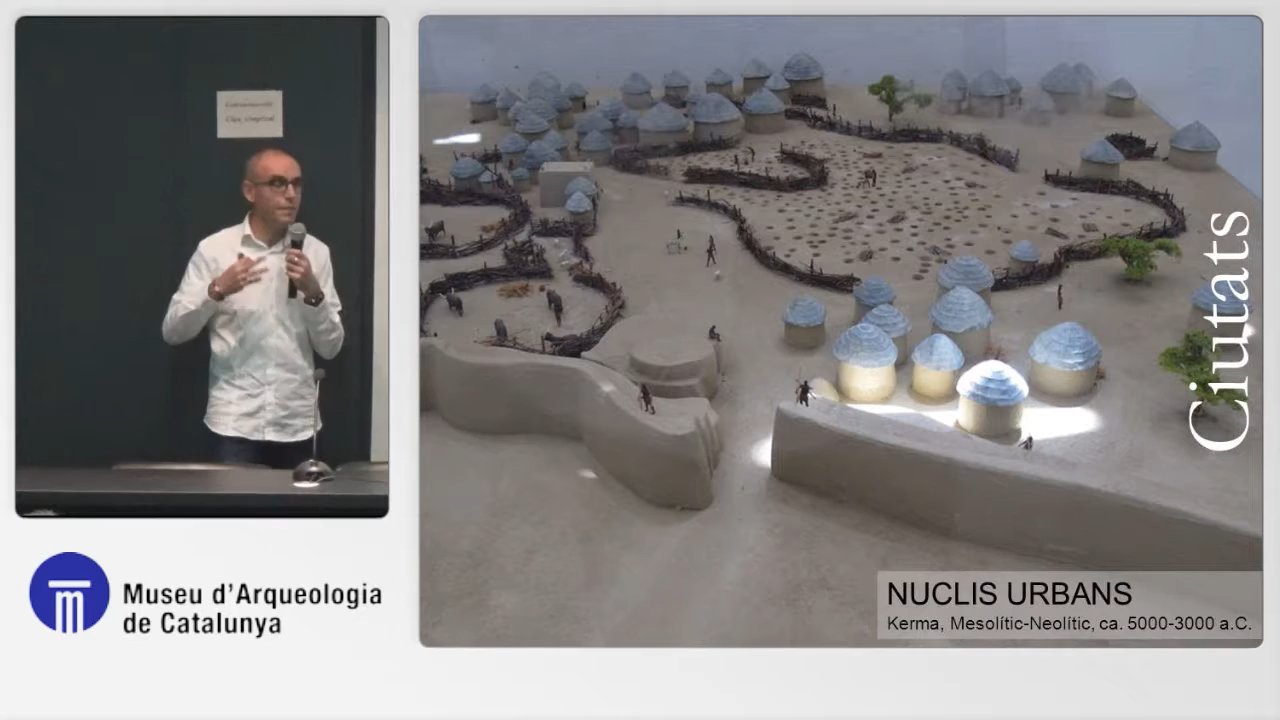 Museu d'Arqueologia
de Catalunya
Ciutats
NUCLIS URBANS
Kerma, Mesolític-Neolític, ca. 5000-3000 a.C.